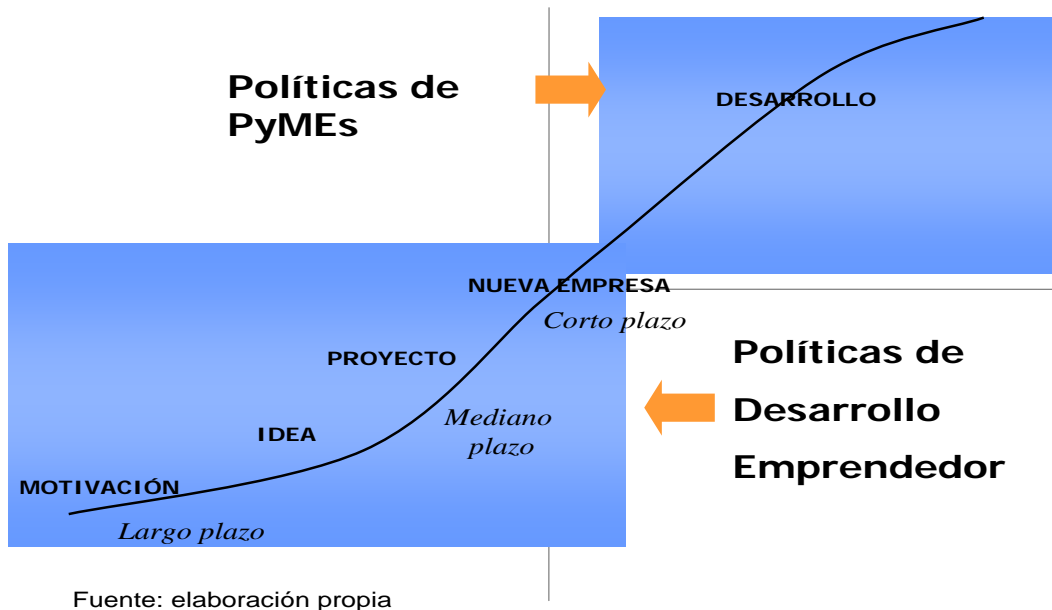 Políticas de
PyMEs
DESARROLLO
NUEVA EMPRESA
Corto plazo
PROYECTO
Políticas de
Desarrollo
Emprendedor
Mediano
plazo
IDEA
MOTIVACIÓN
Largo plazo
Fuente: elaboración propia